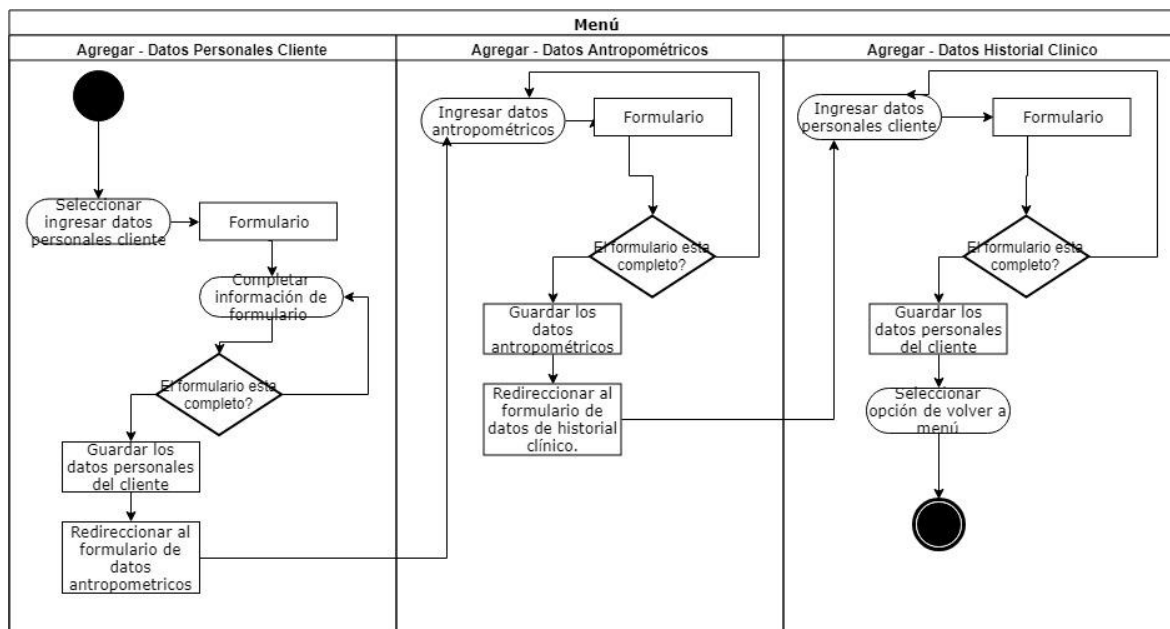 Menú
Agregar - Datos Personales Cliente
Seleccionar
ingresar datos
personales cliente
Formulario
Completar
información de
formulario
El formulario esta
completo?
Guardar los
datos personales
del cliente
Redireccionar al
formulario de
datos
antropometricos
Agregar - Datos Antropométricos
Ingresar datos
antropométricos
Formulario
El formulario esta
completo?
Guardar los
datos
antropométricos
Redireccionar al
formulario de
datos de historial
clínico.
Agregar - Datos Historial Clinico
Ingresar datos
personales cliente
Formulario
El formulario esta
completo?
Guardar los
datos personales
del cliente
Seleccionar
opción de volver a
menú